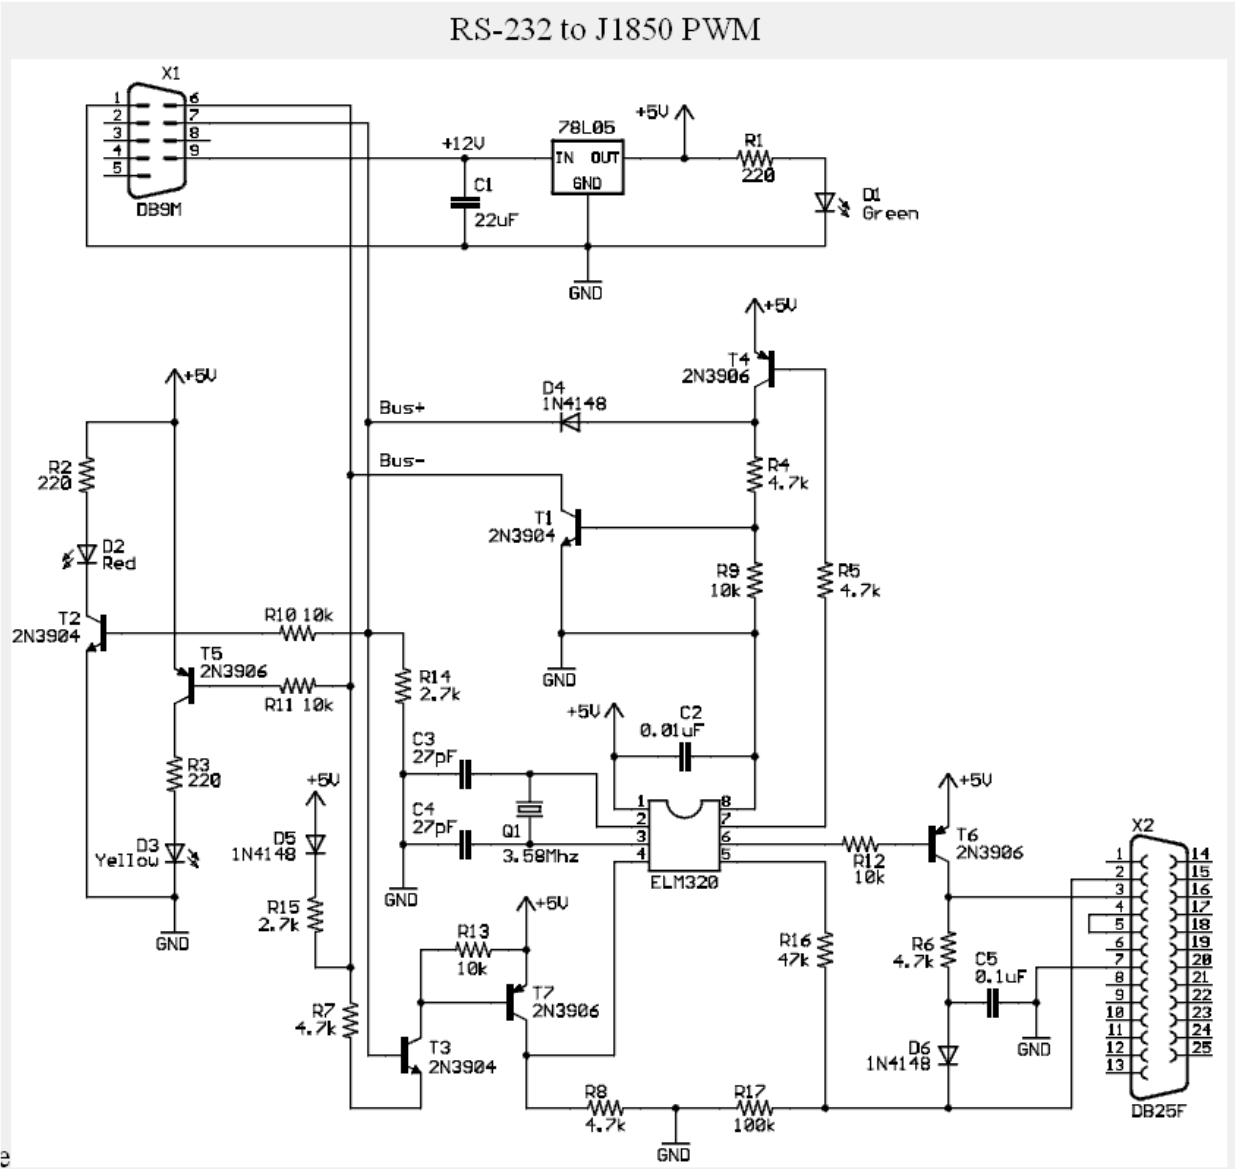 RS-232 to J1850 PWM
X1
1
2
3
4
5
6
7
8
9
DB9M
+12V
C1
22uF
78L05
IN OUT
GND
+5V
R1
220
D1
Green
GND
+5V
T4
2N3906
D4
1N4148
Bus+
Bus-
R4
4.7k
T1
2N3904
R9
10k
R5
4.7k
GND
+5V
R2
220
D2
Red
T2
2N3904
R10 10k
T5
2N3906
R11 10k
R14
2.7k
R3
220
D3
Yellow
GND
+5V
D5
1N4148
R15
2.7k
R7
4.7k
C3
27pF
C4
27pF
Q1
3.58Mhz
GND
+5V
C2
0.01uF
1
2
3
4
8
7
6
5
ELM320
R12
10k
+5V
T6
2N3906
R13
10k
+5V
T7
2N3906
T3
2N3904
R8
4.7k
GND
R17
100k
R16
47k
R6
4.7k
C5
0.1uF
GND
D6
1N4148
X2
1
2
3
4
5
6
7
8
9
10
11
12
13
14
15
16
17
18
19
20
21
22
23
24
25
DB25F
e